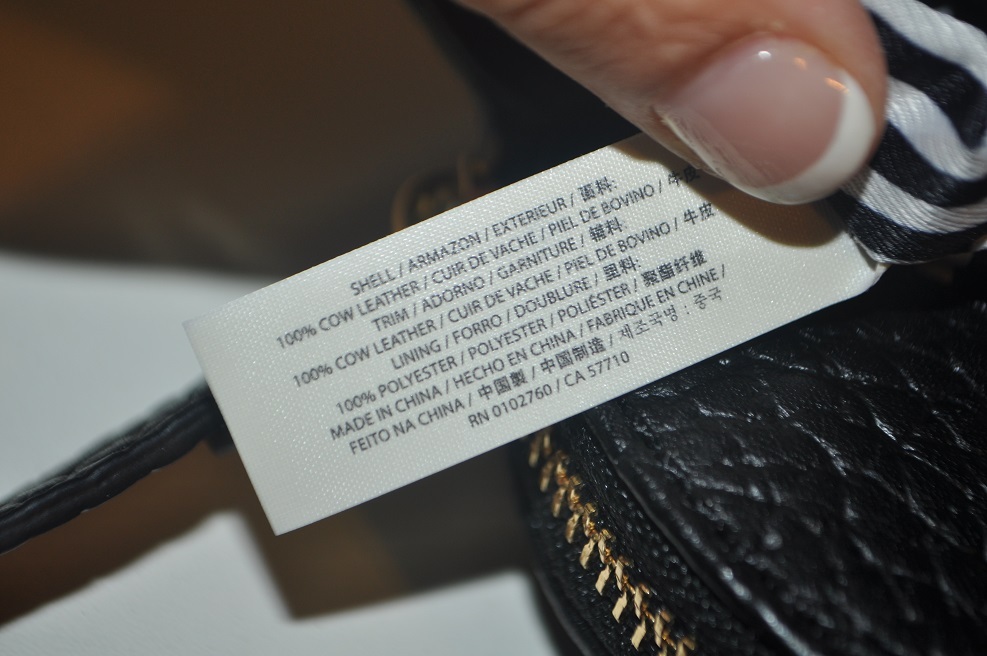 SHELL / ARMAZON / EXTERIEUR / 面料:
100% COW LEATHER / CUIR DE VACHE / PIEL DE BOVINO / 牛皮
TRIM / ADORNO / GARNITURE / 辅料:
100% COW LEATHER / CUIR DE VACHE / PIEL DE BOVINO / 牛皮
LINING / FORRO / DOUBLURE / 里料:
100% POLYESTER / POLYESTER / POLIÉSTER / 聚酯纤维
MADE IN CHINA / HECHO EN CHINA / FABRIQUE EN CHINE /
FEITO NA CHINA / 中国製 / 中国制造 / 제조국명 : 중국
RN 0102760 / CA 57710